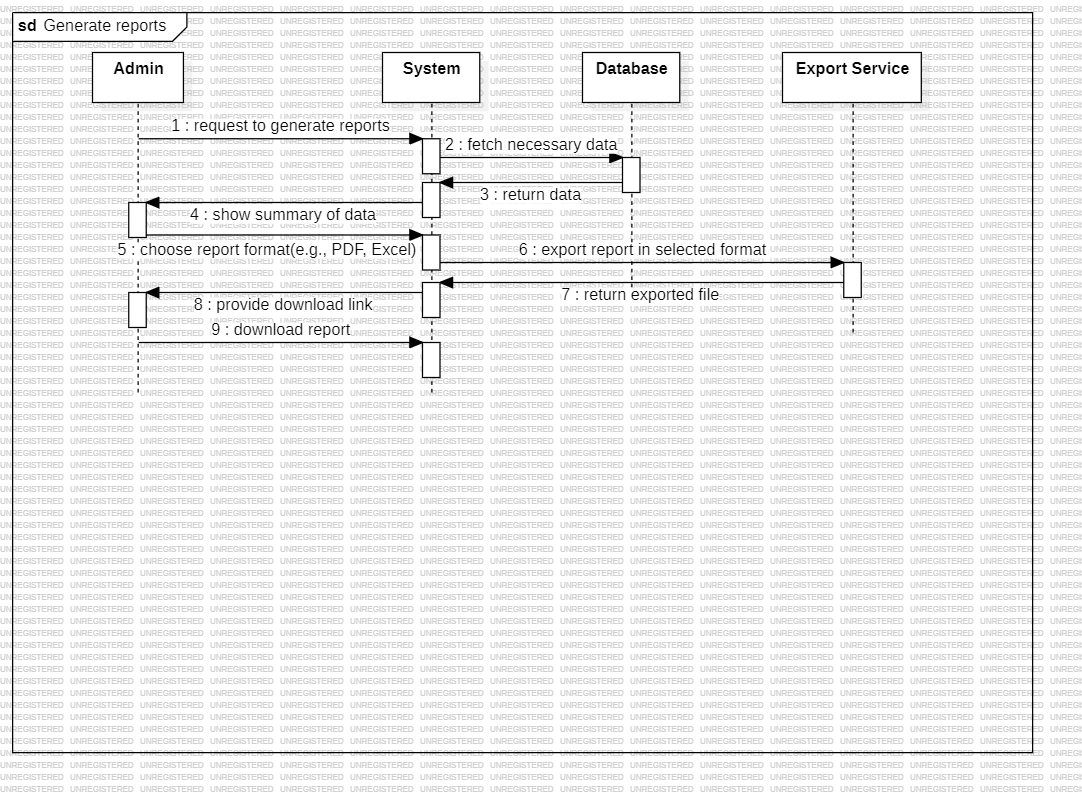 sd Generate reports
Admin
System
Database
Export Service
1 : request to generate reports
2 : fetch necessary data
3 : return data
4 : show summary of data
5 : choose report format(e.g., PDF, Excel)
6 : export report in selected format
7 : return exported file
8 : provide download link
9 : download report
UNREGISTERED